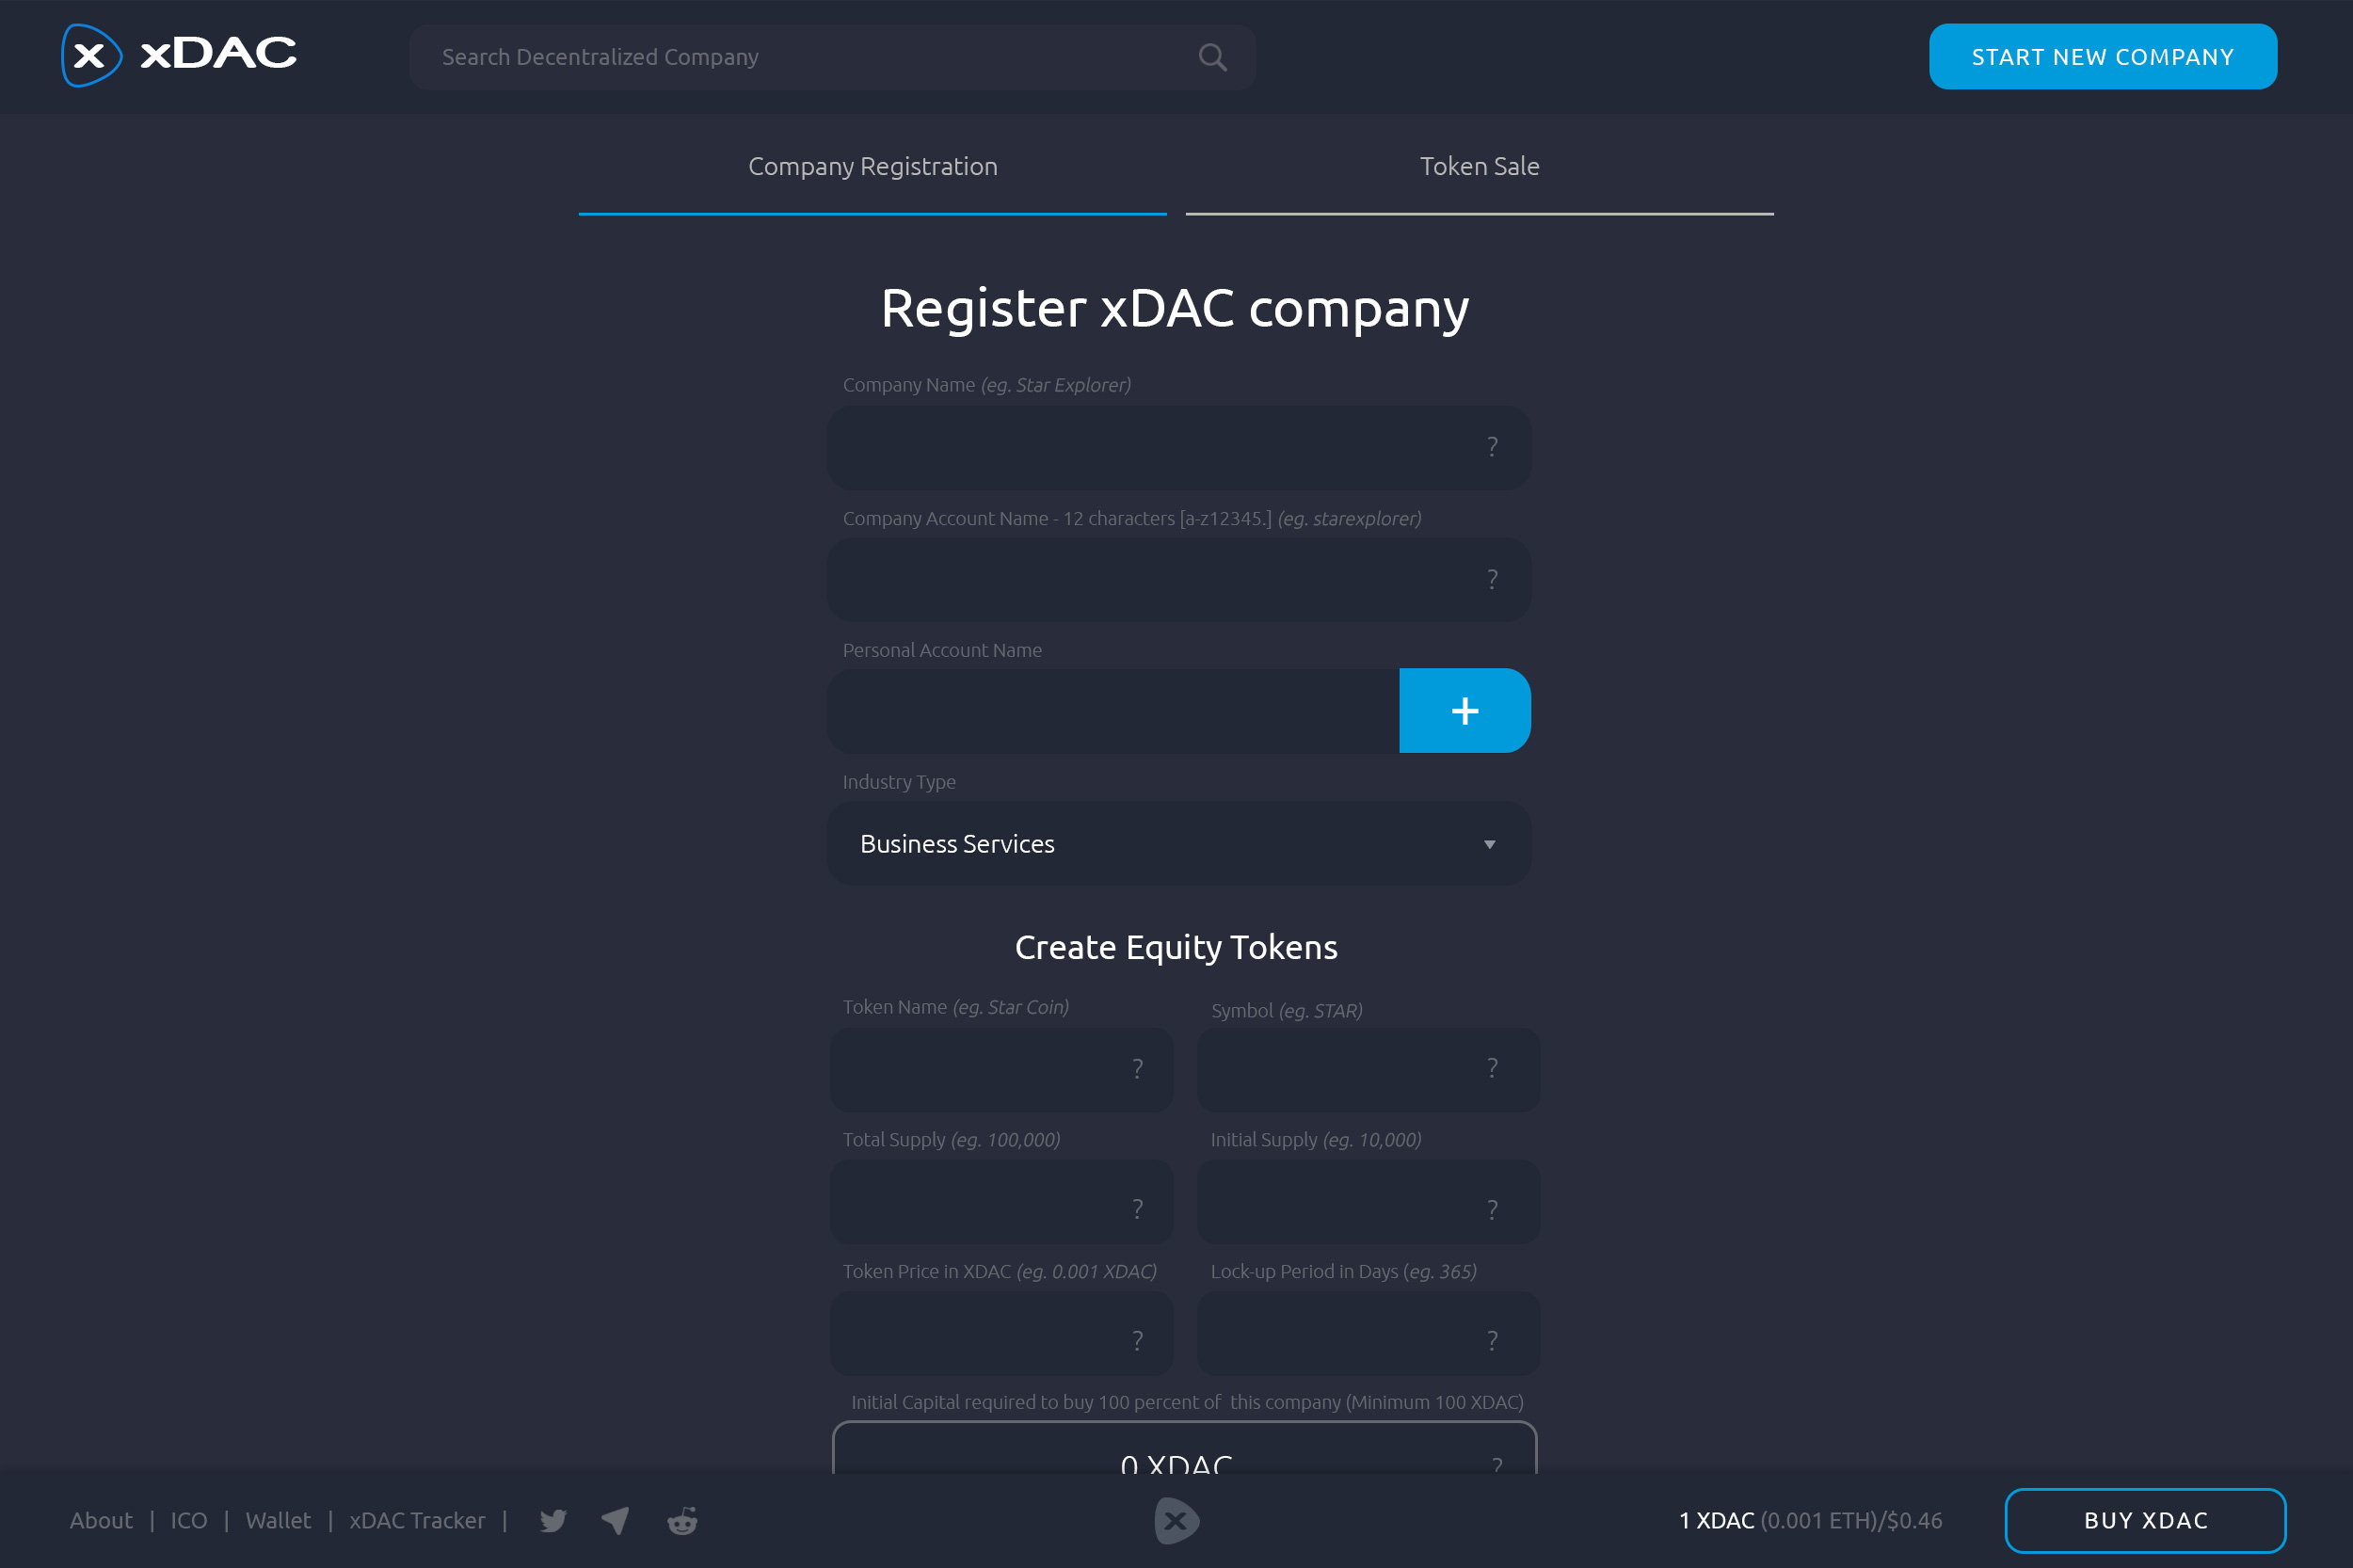 x xDAC
Search Decentralized Company
START NEW COMPANY
Company Registration
Token Sale
Register xDAC company
Company Name (eg. Star Explorer)
?
Company Account Name - 12 characters [a-z12345.] (eg. starexplorer)
?
Personal Account Name
+
Industry Type
Business Services
Create Equity Tokens
Token Name (eg. Star Coin)
Symbol (eg. STAR)
?
?
Total Supply (eg. 100,000)
Initial Supply (eg. 10,000)
?
?
Token Price in XDAC (eg. 0.001 XDAC)
Lock-up Period in Days (eg. 365)
?
?
Initial Capital required to buy 100 percent of  this company (Minimum 100 XDAC)
0 XDAC
?
About | ICO | Wallet | xDAC Tracker |
x
1 XDAC (0.001 ETH)/$0.46
BUY XDAC